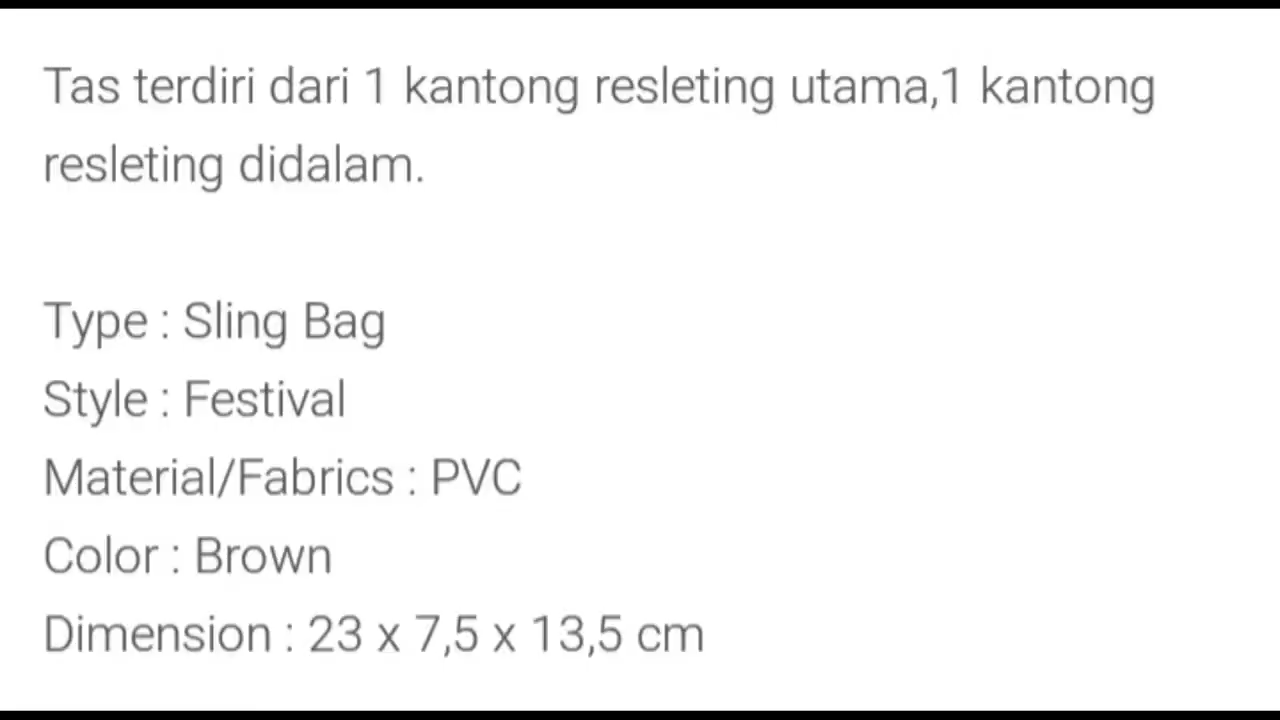 Tas terdiri dari 1 kantong resleting utama,1 kantong
resleting didalam.
Type : Sling Bag
Style : Festival
Material/Fabrics : PVC
Color : Brown
Dimension : 23 x 7,5 x 13,5 cm